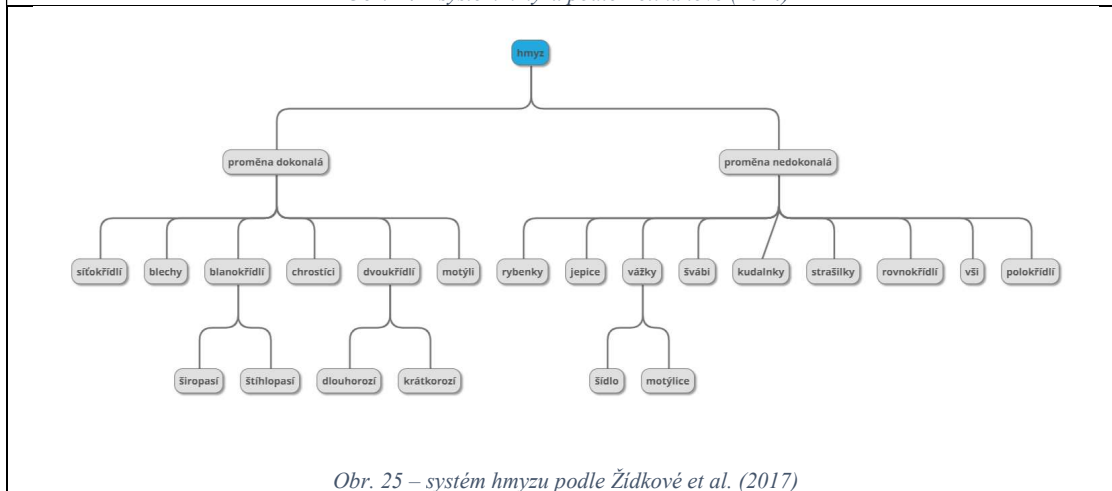 hmyz
proměna dokonalá
proměna nedokonalá
síťokřídlí
blechy
blanokřídlí
chrostíci
dvoukřídlí
motýli
rybenky
jepice
vážky
švábi
kudalnky
strašilky
rovnokřídlí
vši
polokřídlí
širopasí
štíhlopasí
dlouhorozí
krátkorozí
šídlo
motýlice
Obr. 25 – systém hmyzu podle Žídkové et al. (2017)